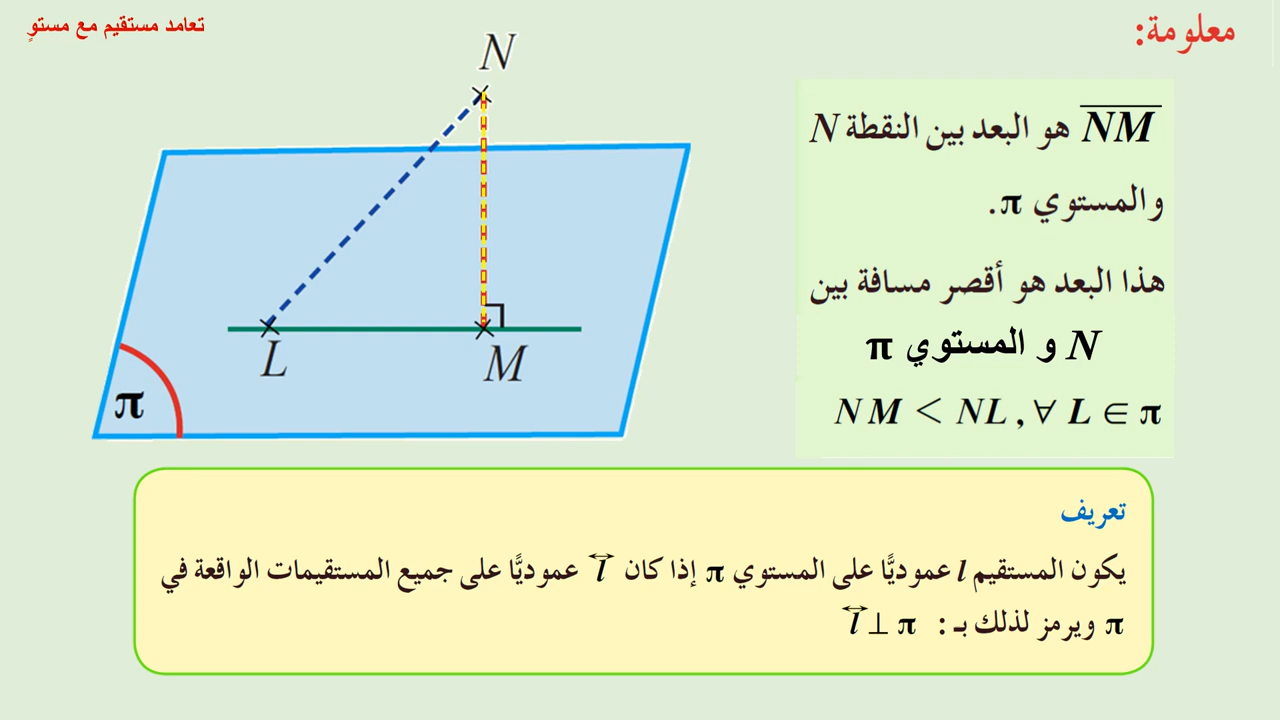 معلومة:
تعامد مستقيم مع مستوٍ
NM هو البعد بين النقطة N
والمستوي π.
هذا البعد هو أقصر مسافة بين
N و المستوي π
NM < NL , ∀ L ∈ π
N
L
M
π
تعريف
يكون المستقيم l عموديًّا على المستوي π إذا كان l عموديًّا على جميع المستقيمات الواقعة في
π ويرمز لذلك بـ : l ⊥ π